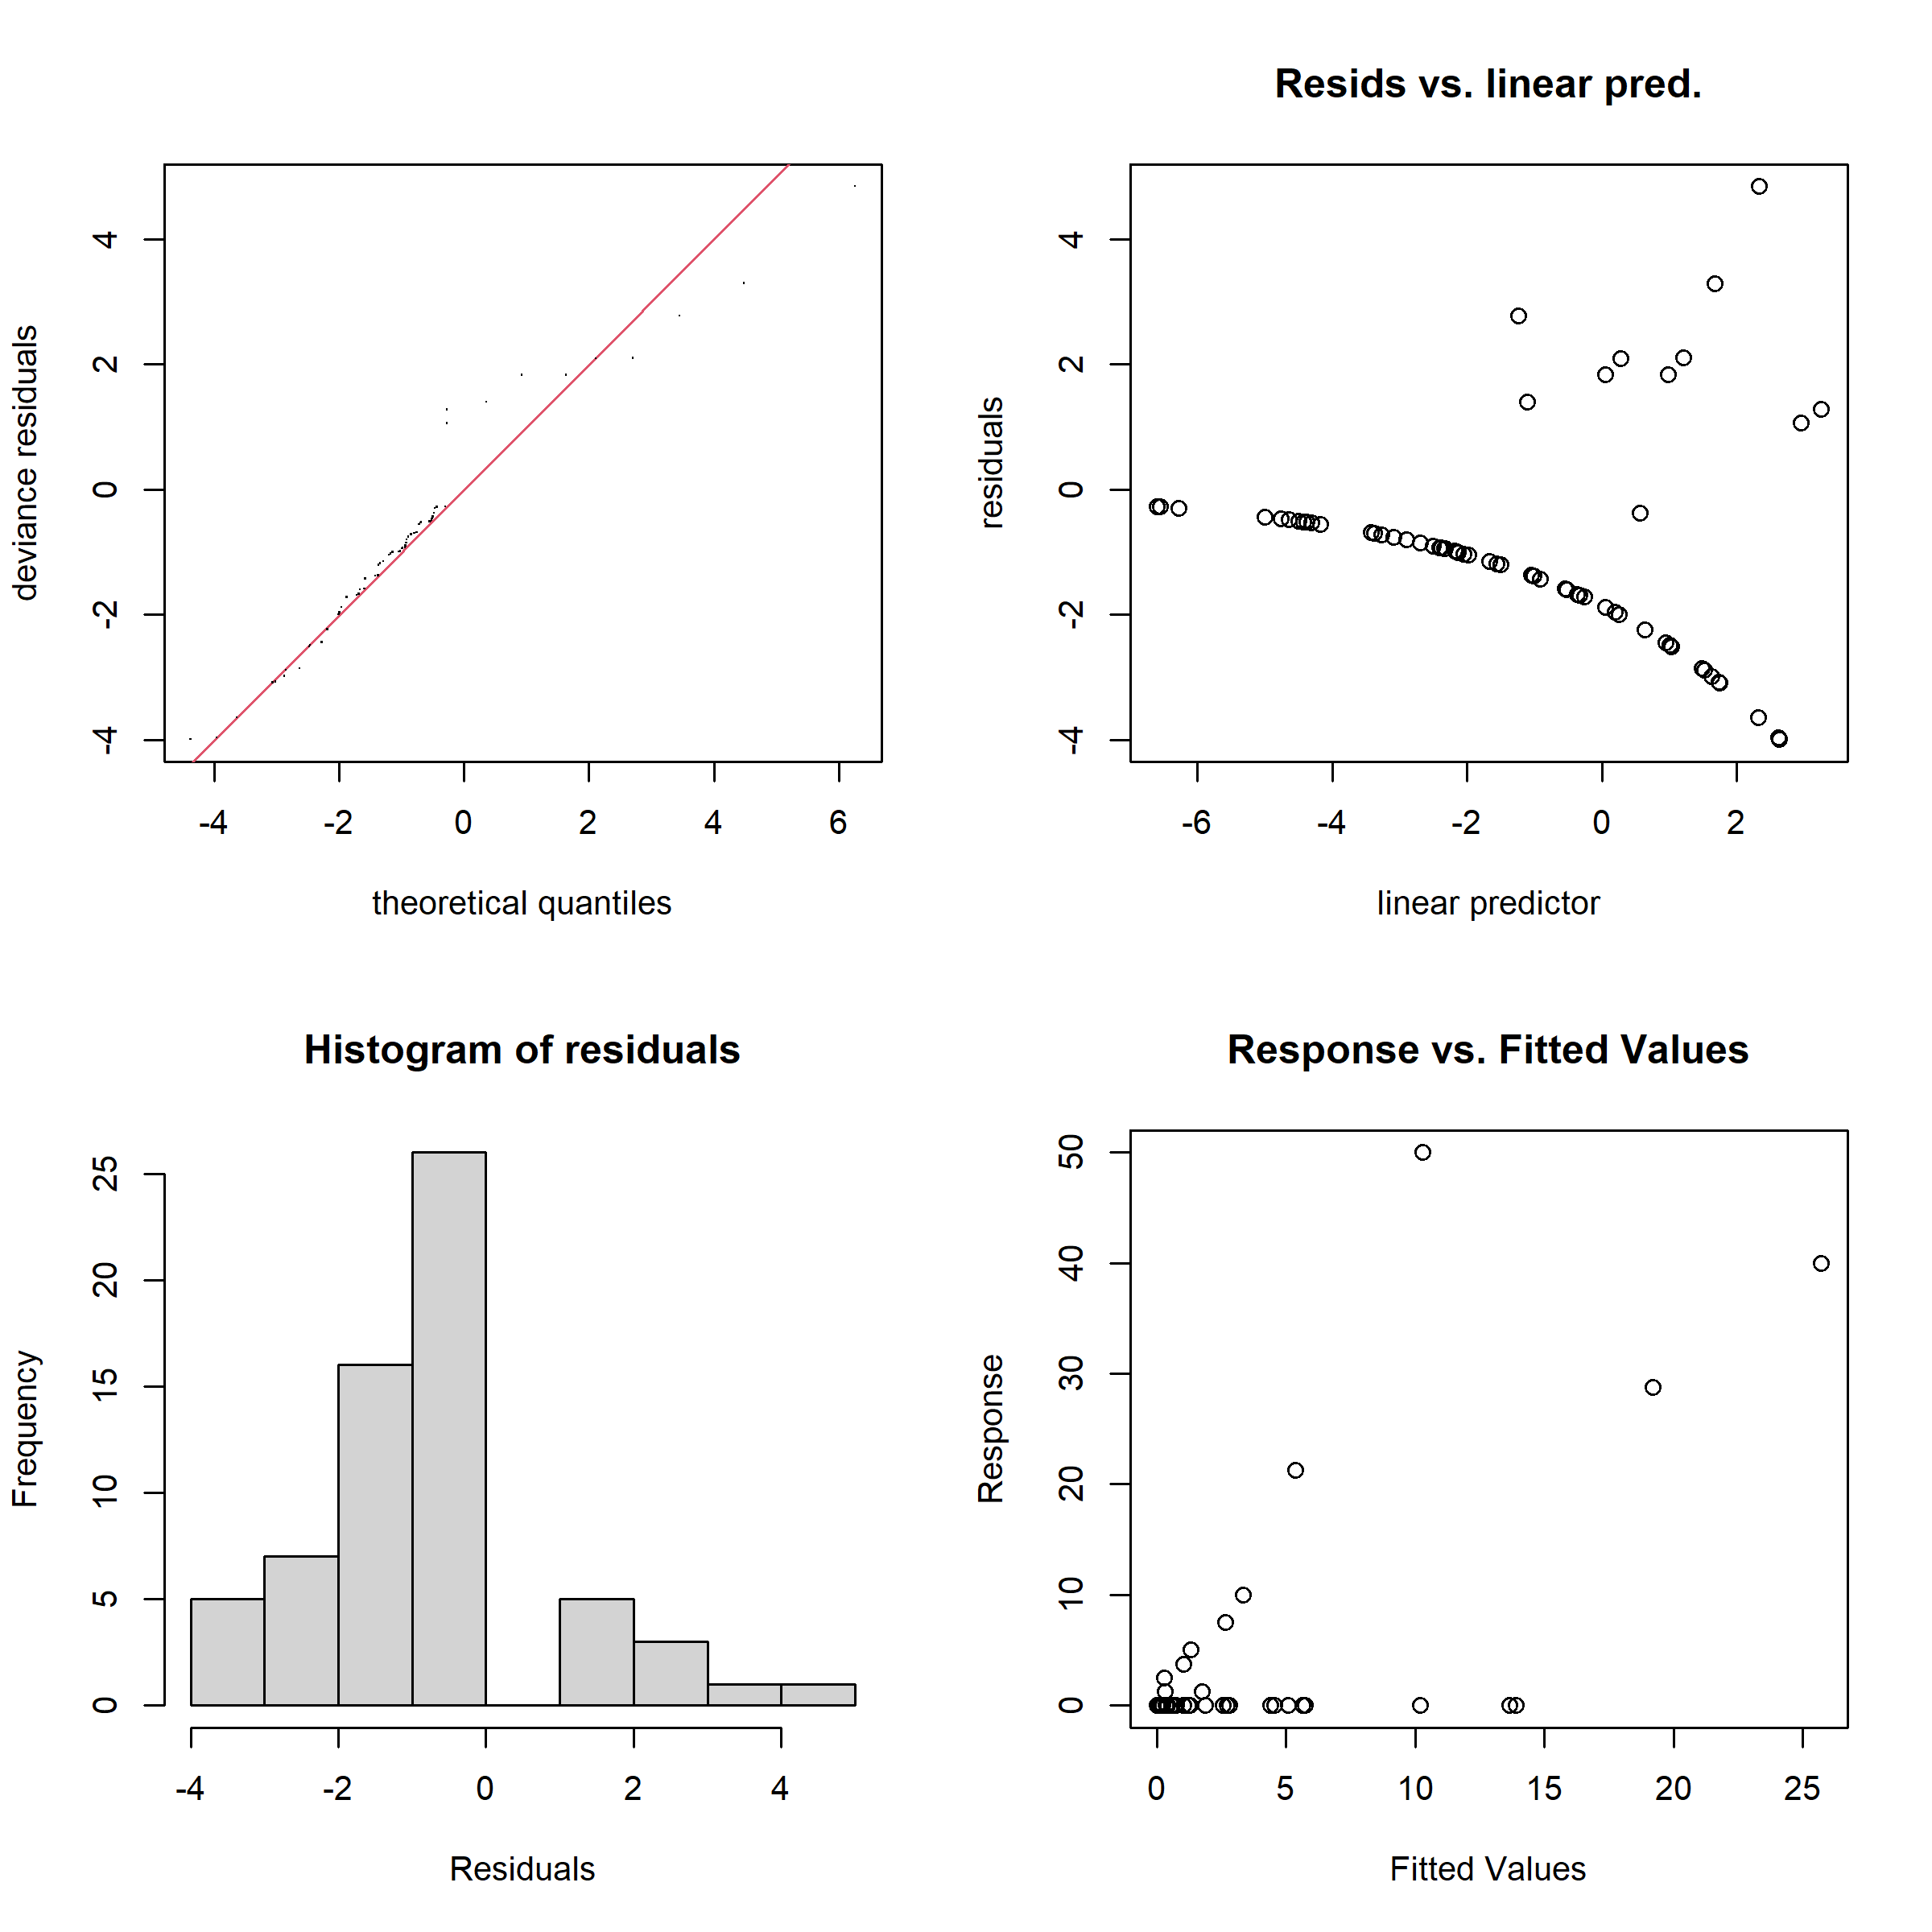 deviance residuals
4
2
0
-2
-4
-4 -2 0 2 4 6
theoretical quantiles
Resids vs. linear pred.
residuals
4
2
0
-2
-4
-6 -4 -2 0 2
linear predictor
Histogram of residuals
Frequency
25
20
15
10
5
0
-4 -2 0 2 4
Residuals
Response vs. Fitted Values
Response
50
40
30
20
10
0
0 5 10 15 20 25
Fitted Values